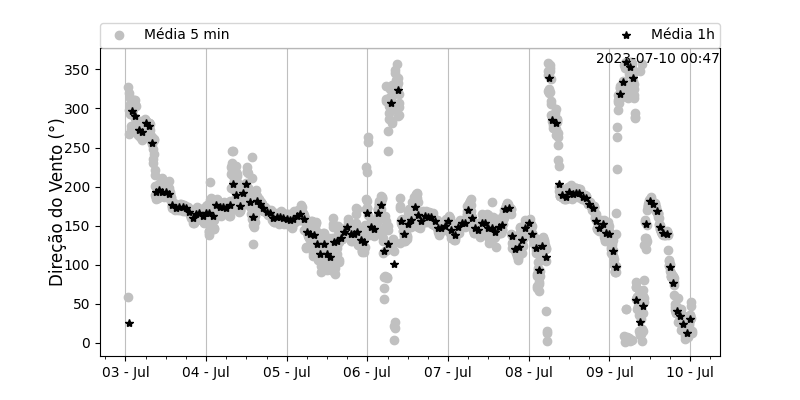 Média 5 min
Média 1h
2023-07-10 00:47
Direção do Vento (°)
350
300
250
200
150
100
50
0
03 - Jul
04 - Jul
05 - Jul
06 - Jul
07 - Jul
08 - Jul
09 - Jul
10 - Jul